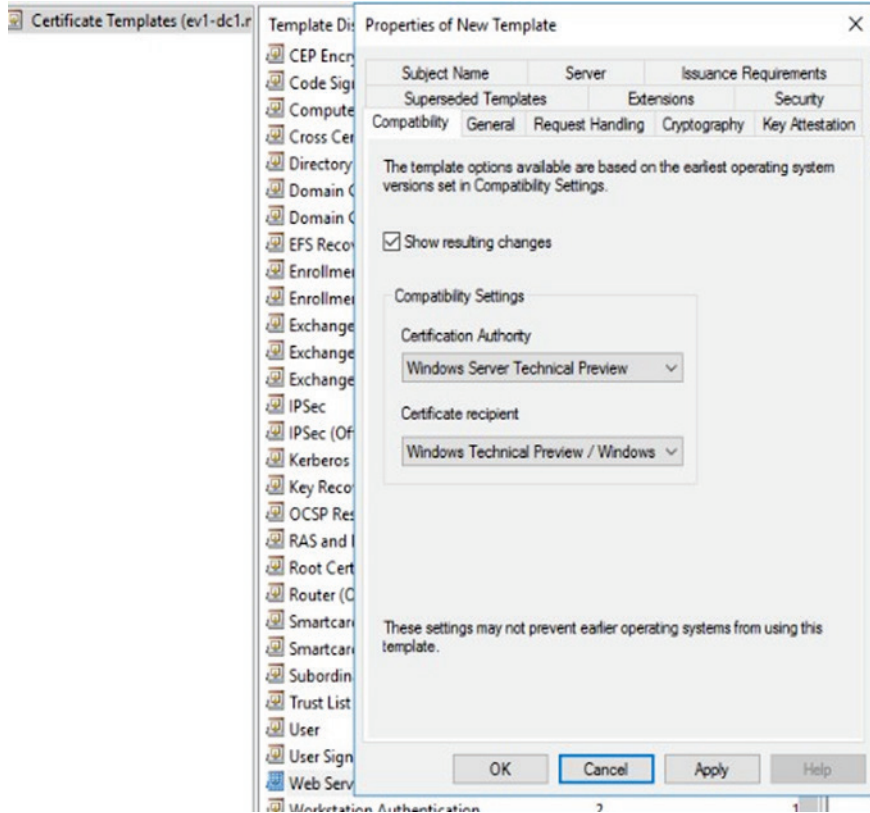 Certificate Templates (ev1-dc1.r
Template Dis
CEP Encry
Code Sig
Compute
Cross Cer
Directory
Domain C
Domain C
EFS Recov
Enrollmer
Enrollmer
Exchange
Exchange
Exchange
IPSec
IPSec (Of
Kerberos
Key Reco
OCSP Res
RAS and I
Root Cert
Router (O
Smartcar
Smartcar
Subordin
Trust List
User
User Sign
Web Serv
Workstation Authentication 2 1
Properties of New Template
Subject Name Server Issuance Requirements
Superseded Templates Extensions Security
Compatibility General Request Handling Cryptography Key Attestation
The template options available are based on the earliest operating system
versions set in Compatibility Settings.
Show resulting changes
Compatibility Settings
Certification Authority
Windows Server Technical Preview
Certificate recipient
Windows Technical Preview / Windows
These settings may not prevent earlier operating systems from using this
template.
OK Cancel Apply Help